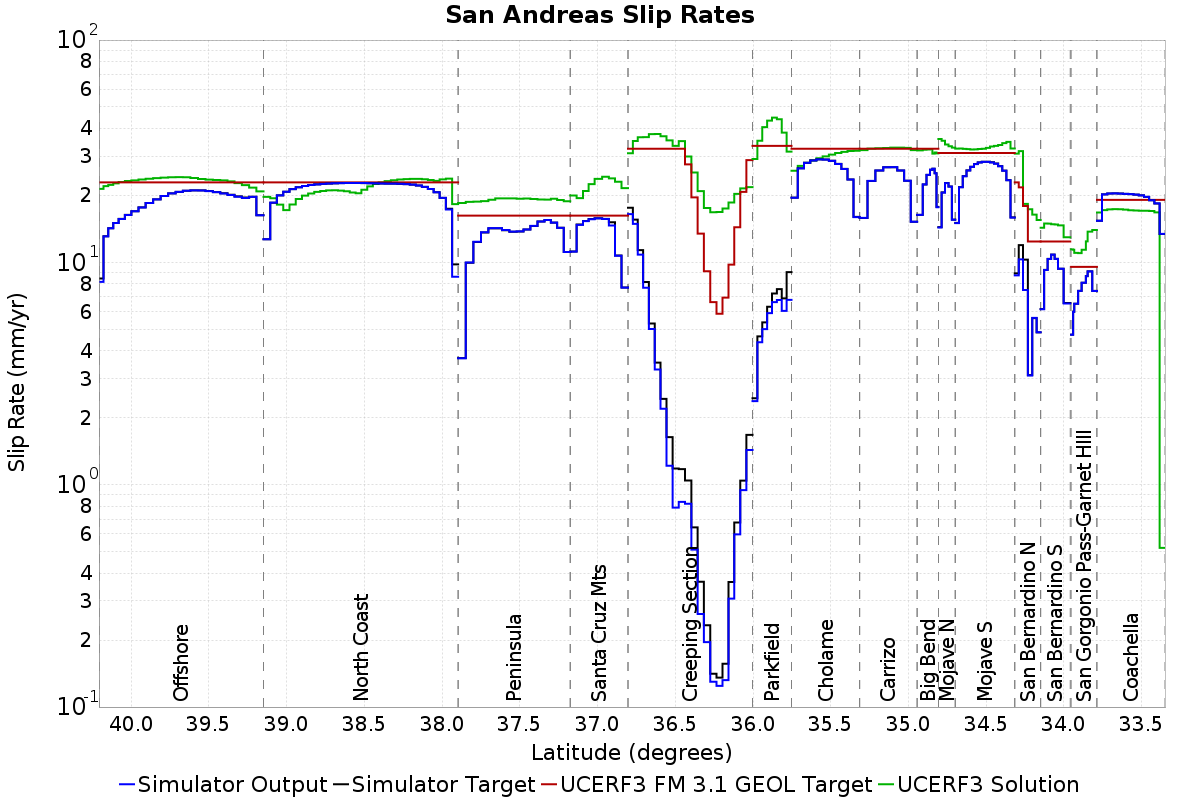 San Andreas Slip Rates
10^2
8
6
4
3
2
10^1
8
6
4
3
2
10^0
8
6
4
3
2
10^-1
Slip Rate (mm/yr)
Offshore
North Coast
Peninsula
Santa Cruz Mts
Creeping Section
Parkfield
Cholame
Carrizo
Big Bend
Mojave N
Mojave S
San Bernardino N
San Bernardino S
San Gorgonio Pass-Garnet HIll
Coachella
40.0 39.5 39.0 38.5 38.0 37.5 37.0 36.5 36.0 35.5 35.0 34.5 34.0 33.5
Latitude (degrees)
Simulator Output Simulator Target UCERF3 FM 3.1 GEOL Target UCERF3 Solution